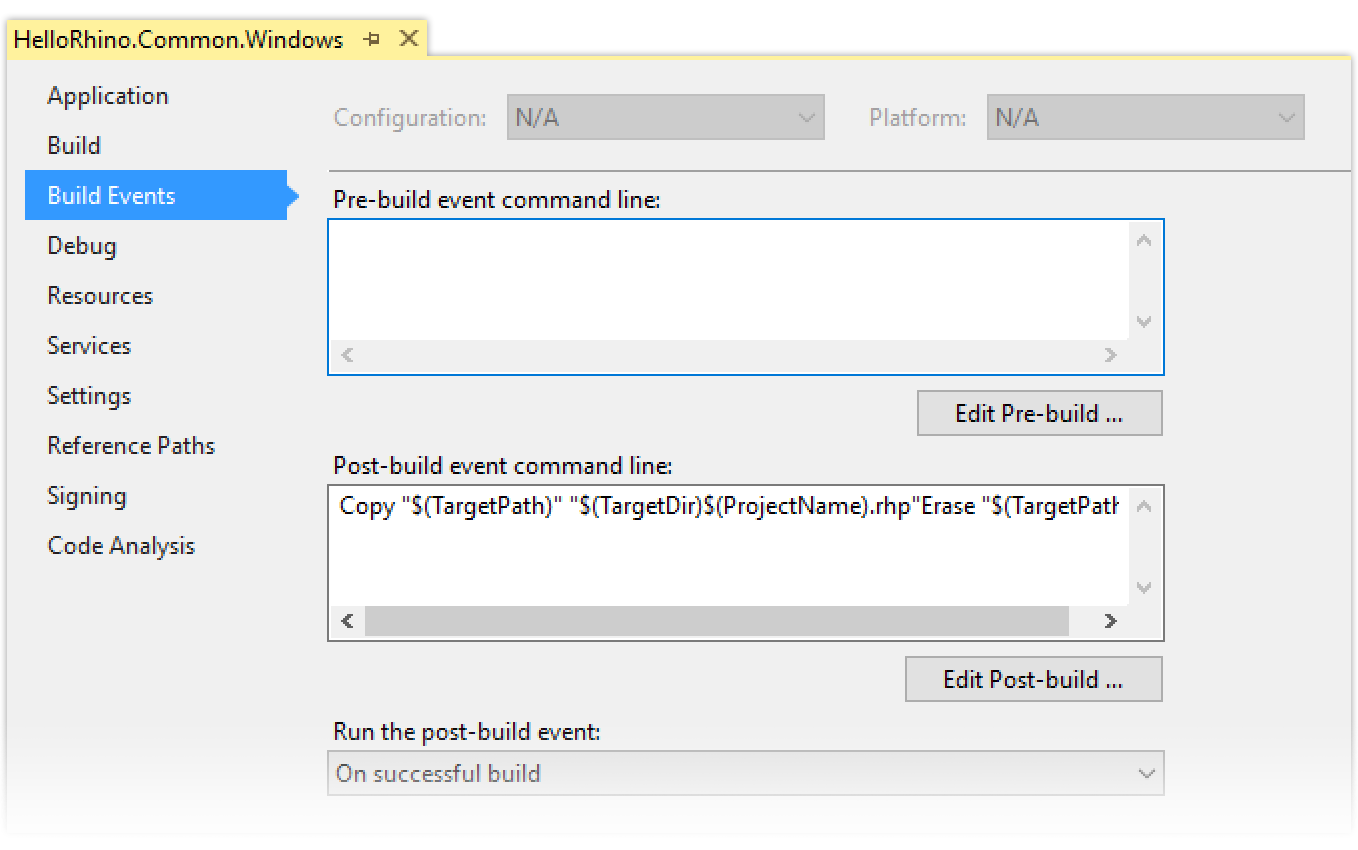 HelloRhino.Common.Windows
Application
Build
Build Events
Debug
Resources
Services
Settings
Reference Paths
Signing
Code Analysis
Configuration: N/A Platform: N/A
Pre-build event command line:
Edit Pre-build ...
Post-build event command line:
Copy "$(TargetPath)" "$(TargetDir)$(ProjectName).rhp"Erase "$(TargetPath
Edit Post-build ...
Run the post-build event:
On successful build